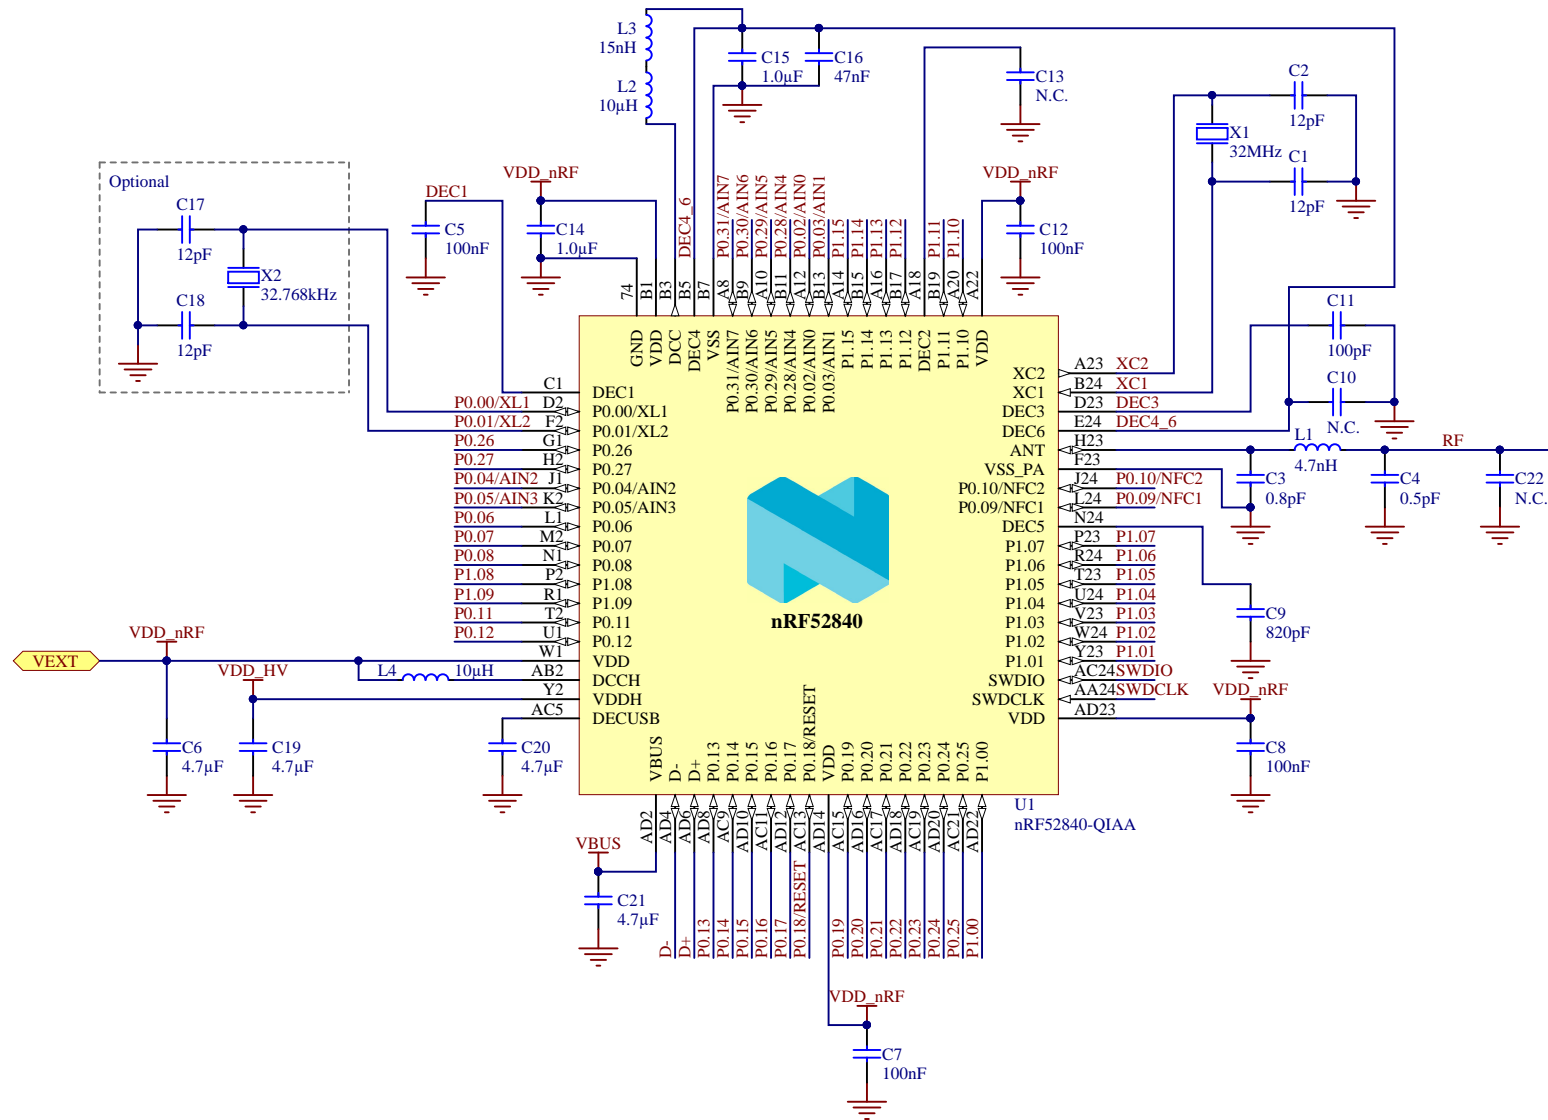 L3
15nH
L2
10µH
C15
1.0µF
C16
47nF
C13
N.C.
C2
12pF
X1
32MHz
C1
12pF
Optional
C17
12pF
X2
32.768kHz
C18
12pF
DEC1
C5
100nF
VDD_nRF
C14
1.0µF
DEC4_6
P0.31/AIN7
P0.30/AIN6
P0.29/AIN5
P0.28/AIN4
P0.02/AIN0
P0.03/AIN1
P1.15
P1.14
P1.13
P1.12
P1.11
P1.10
VDD_nRF
C12
100nF
74
B1
B3
B5
B7
A8
B9
A10
B11
A12
B13
A14
B15
A16
B17
A18
B19
A20
A22
GND
VDD
DCC
DEC4
VSS
P0.31/AIN7
P0.30/AIN6
P0.29/AIN5
P0.28/AIN4
P0.02/AIN0
P0.03/AIN1
P1.15
P1.14
P1.13
P1.12
DEC2
P1.11
P1.10
VDD
C11
100pF
C10
N.C.
C1 DEC1
P0.00/XL1 D2 P0.00/XL1
P0.01/XL2 F2 P0.01/XL2
P0.26 G1 P0.26
P0.27 H2 P0.27
P0.04/AIN2 J1 P0.04/AIN2
P0.05/AIN3 K2 P0.05/AIN3
P0.06 L1 P0.06
P0.07 M2 P0.07
P0.08 N1 P0.08
P1.08 P2 P1.08
P1.09 R1 P1.09
P0.11 T2 P0.11
P0.12 U1 P0.12
W1 VDD
AB2 DCCH
Y2 VDDH
AC5 DECUSB
XC2 A23 XC2
XC1 B24 XC1
DEC3 D23 DEC3
DEC6 E24 DEC4_6
ANT H23
VSS_PA F23
P0.10/NFC2 J24 P0.10/NFC2
P0.09/NFC1 L24 P0.09/NFC1
DEC5 N24
P1.07 P23 P1.07
P1.06 R24 P1.06
P1.05 T23 P1.05
P1.04 U24 P1.04
P1.03 V23 P1.03
P1.02 W24 P1.02
P1.01 Y23 P1.01
SWDIO AC24 SWDIO
SWDCLK AA24 SWDCLK
VDD AD23
L1
4.7nH
RF
C3
0.8pF
C4
0.5pF
C22
N.C.
C9
820pF
VDD_nRF
C8
100nF
nRF52840
VEXT
VDD_nRF
VDD_HV
L4
10µH
C6
4.7µF
C19
4.7µF
C20
4.7µF
VBUS
D-
D+
P0.13
P0.14
P0.15
P0.16
P0.17
P0.18/RESET
VDD
P0.19
P0.20
P0.21
P0.22
P0.23
P0.24
P0.25
P1.00
U1
nRF52840-QIAA
AD2
AD4
AD6
AD8
AC9
AD10
AC11
AD12
AC13
AD14
AC15
AD16
AC17
AD18
AC19
AD20
AC21
AD22
VBUS
C21
4.7µF
D-
D+
P0.13
P0.14
P0.15
P0.16
P0.17
P0.18/RESET
P0.19
P0.20
P0.21
P0.22
P0.23
P0.24
P0.25
P1.00
VDD_nRF
C7
100nF